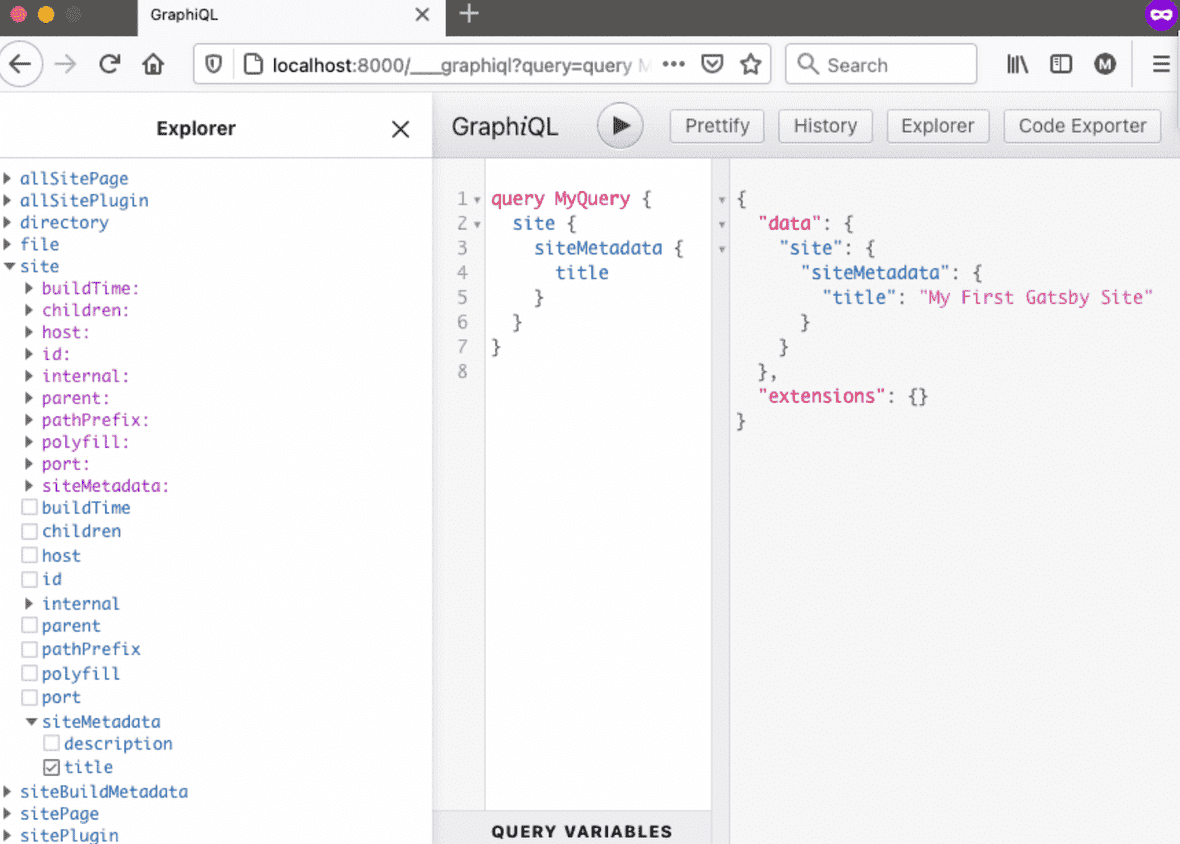 GraphiQL
localhost:8000/___graphiql?query=query M
Search
M
Explorer
allSitePage
allSitePlugin
directory
file
site
buildTime:
children:
host:
id:
internal:
parent:
pathPrefix:
polyfill:
port:
siteMetadata:
buildTime
children
host
id
internal
parent
pathPrefix
polyfill
port
siteMetadata
description
title
siteBuildMetadata
sitePage
sitePlugin
GraphiQL Prettify History Explorer Code Exporter
1 query MyQuery {
2 site {
3 siteMetadata {
4 title
5 }
6 }
7 }
8
QUERY VARIABLES
{
"data": {
"site": {
"siteMetadata": {
"title": "My First Gatsby Site"
}
}
},
"extensions": {}
}